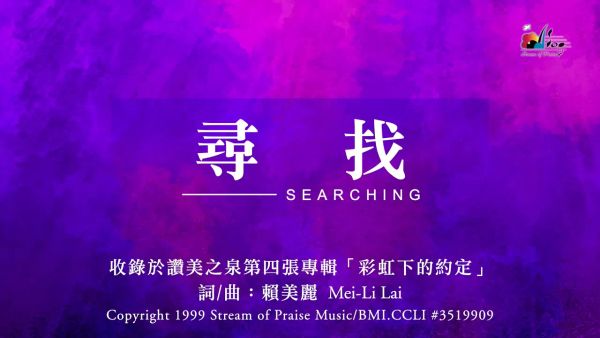 Stream of Praise
尋 找
SEARCHING
收錄於讚美之泉第四張專輯「彩虹下的約定」
詞/曲：賴美麗 Mei-Li Lai
Copyright 1999 Stream of Praise Music/BMI.CCLI #3519909